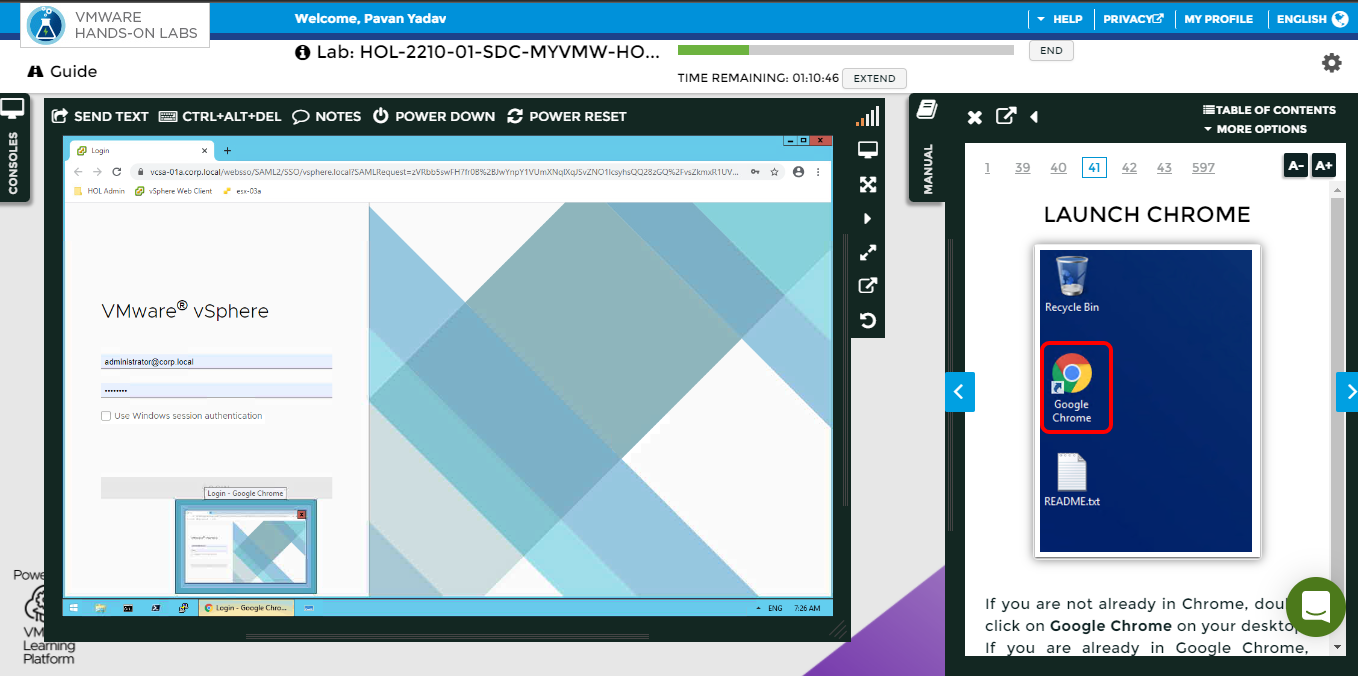 VMWARE
HANDS-ON LABS
Welcome, Pavan Yadav
HELP
PRIVACY
MY PROFILE
ENGLISH
Lab: HOL-2210-01-SDC-MYVMW-HO...
END
Guide
TIME REMAINING: 01:10:46
EXTEND
CONSOLES
SEND TEXT
CTRL+ALT+DEL
NOTES
POWER DOWN
POWER RESET
Login
HOL Admin
vSphere Web Client
esx-03a
VMware® vSphere
administrator@corp.local
Use Windows session authentication
Login - Google Chrome
Login - Google Chro...
ENG
7:26 AM
VM
Learning
Platform
MANUAL
TABLE OF CONTENTS
MORE OPTIONS
1 39 40 41 42 43 597
A- A+
LAUNCH CHROME
Recycle Bin
Google
Chrome
README.txt
If you are not already in Chrome,
click on Google Chrome on your
If you are already in Google Chrome,